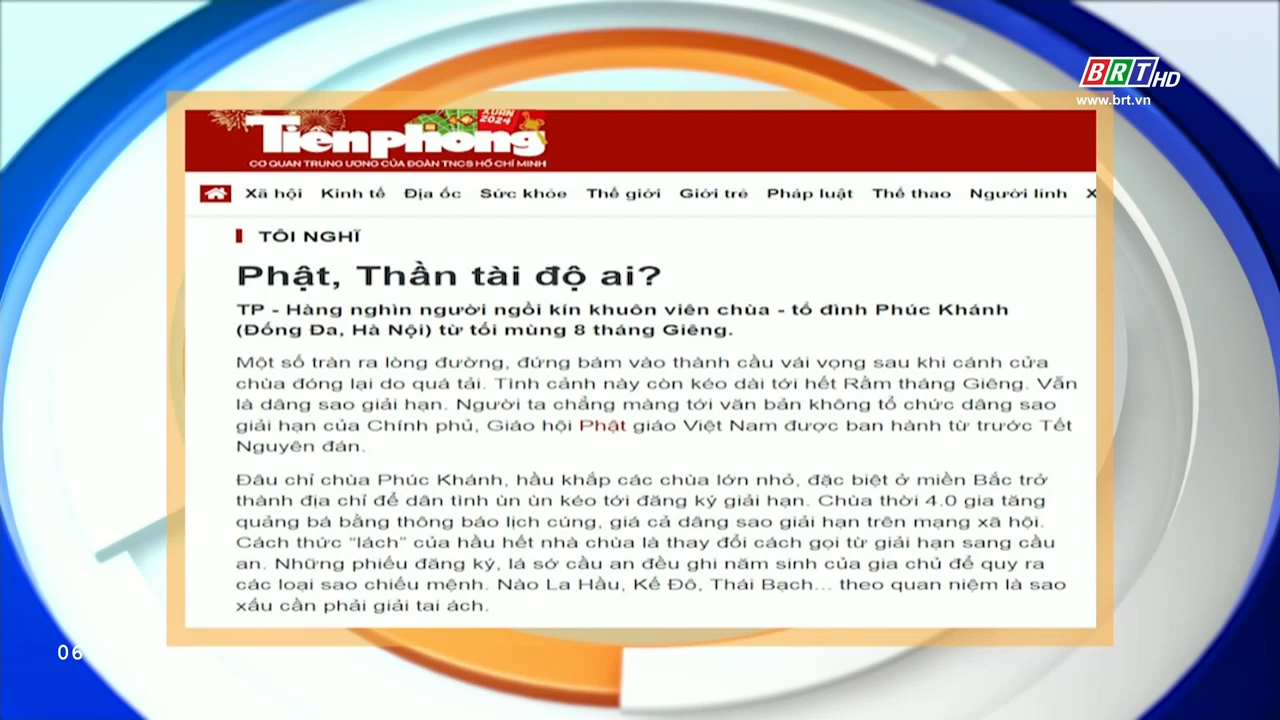 BRT HD
www.brt.vn
XUÂN
2024
Tiền phong
CƠ QUAN TRUNG ƯƠNG CỦA ĐOÀN TNCS HỒ CHÍ MINH
Xã hội Kinh tế Địa ốc Sức khỏe Thế giới Giới trẻ Pháp luật Thể thao Người lính X
TÔI NGHĨ
Phật, Thần tài độ ai?
TP - Hàng nghìn người ngồi kín khuôn viên chùa - tổ đình Phúc Khánh
(Đống Đa, Hà Nội) từ tối mùng 8 tháng Giêng.
Một số tràn ra lòng đường, đứng bám vào thành cầu vái vọng sau khi cánh cửa
chùa đóng lại do quá tải. Tình cảnh này còn kéo dài tới hết Rằm tháng Giêng. Vẫn
là dâng sao giải hạn. Người ta chẳng màng tới văn bản không tổ chức dâng sao
giải hạn của Chính phủ, Giáo hội Phật giáo Việt Nam được ban hành từ trước Tết
Nguyên đán.
Đâu chỉ chùa Phúc Khánh, hầu khắp các chùa lớn nhỏ, đặc biệt ở miền Bắc trở
thành địa chỉ để dân tình ùn ùn kéo tới đăng ký giải hạn. Chùa thời 4.0 gia tăng
quảng bá bằng thông báo lịch cúng, giá cả dâng sao giải hạn trên mạng xã hội.
Cách thức “lách” của hầu hết nhà chùa là thay đổi cách gọi từ giải hạn sang cầu
an. Những phiếu đăng ký, lá sớ cầu an đều ghi năm sinh của gia chủ để quy ra
các loại sao chiếu mệnh. Nào La Hầu, Kế Đô, Thái Bạch... theo quan niệm là sao
xấu cần phải giải tai ách.
06